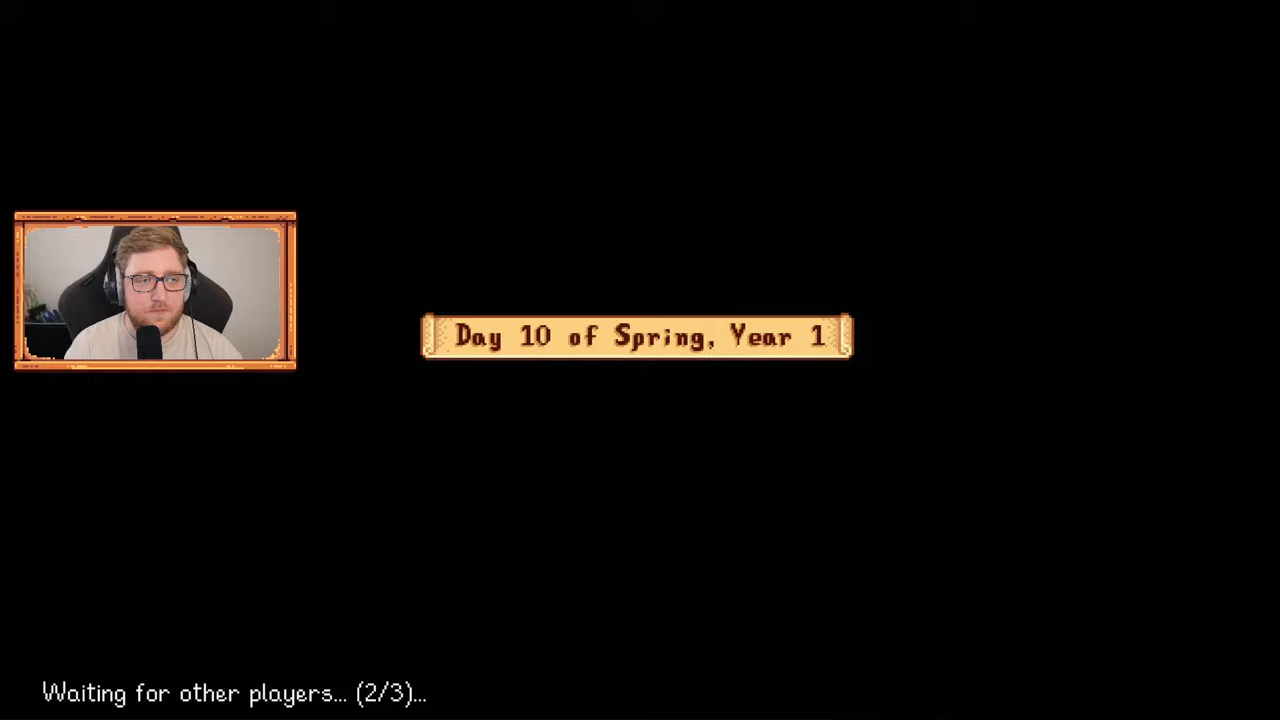 Day 10 of Spring, Year 1
Waiting for other players... (2/3)...